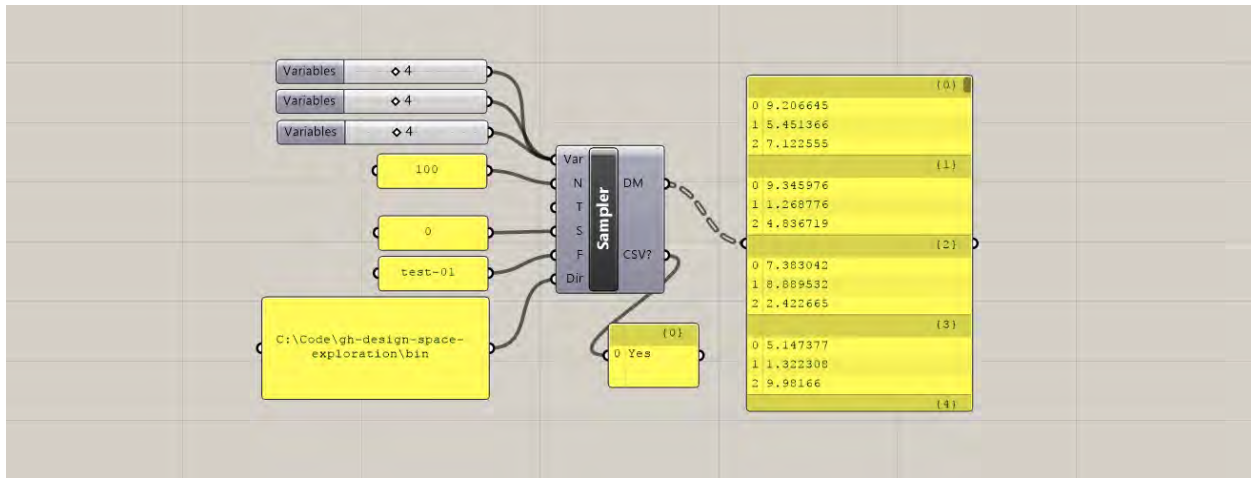 Variables 4
Variables 4
Variables 4
100
0
test-01
C:\Code\gh-design-space-
exploration\bin
Var
N
T
S
F
Dir
Sampler
DM
CSV?
{0}
0 Yes
{0}
0 9.206645
1 5.451366
2 7.122555
{1}
0 9.345976
1 1.268776
2 4.836719
{2}
0 7.383042
1 8.889532
2 2.422665
{3}
0 5.147377
1 1.322308
2 9.98166
{4}